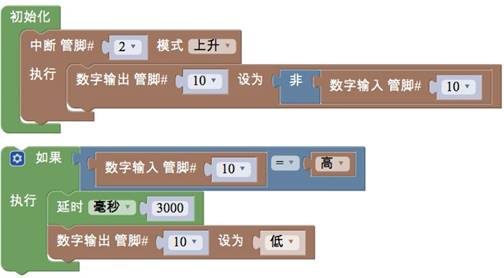 初始化
中断 管脚# 2 模式 上升
执行 数字输出 管脚# 10 设为 非 数字输入 管脚# 10
如果 数字输入 管脚# 10 = 高
执行 延时 毫秒 3000
数字输出 管脚# 10 设为 低